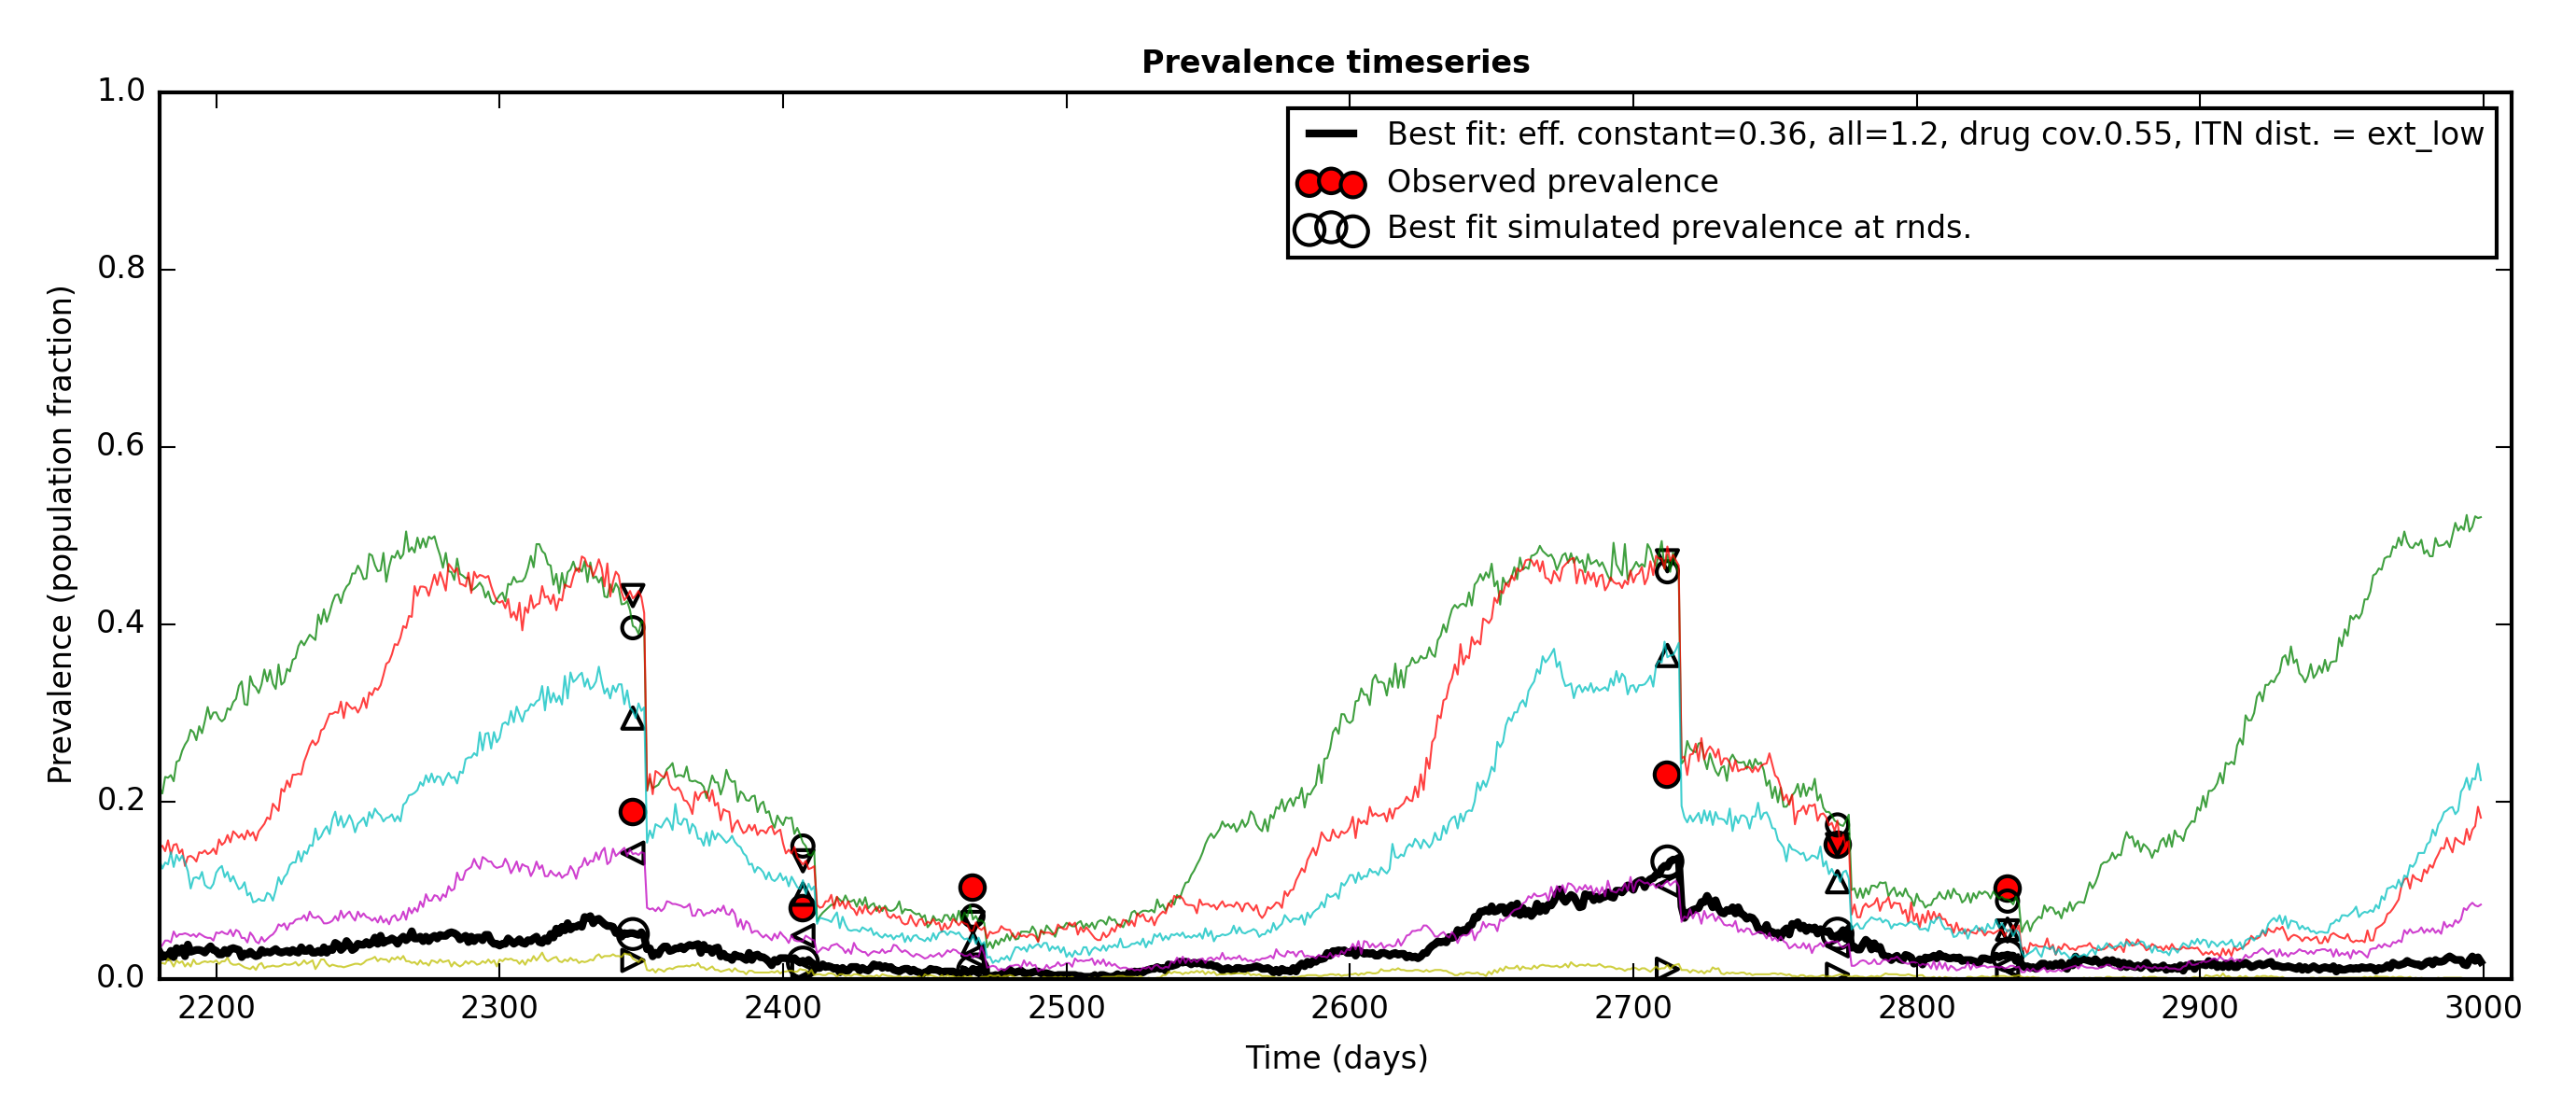 Prevalence timeseries
Best fit: eff. constant=0.36, all=1.2, drug cov.0.55, ITN dist. = ext_low
Observed prevalence
Best fit simulated prevalence at rnds.
Prevalence (population fraction)
1.0
0.8
0.6
0.4
0.2
0.0
2200 2300 2400 2500 2600 2700 2800 2900 3000
Time (days)